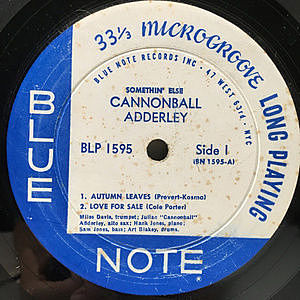 33⅓ MICROGROOVE LONG PLAYING
BLUE NOTE RECORDS INC · 47 WEST 63rd · NYC
SOMETHIN' ELSE
CANNONBALL
ADDERLEY
BLP 1595 Side 1
(BN 1595-A)
1. AUTUMN LEAVES (Prevert-Kosma)
2. LOVE FOR SALE (Cole Porter)
Miles Davis, trumpet; Julian "Cannonball"
Adderley, alto sax; Hank Jones, piano;
Sam Jones, bass; Art Blakey, drums.
BLUE
NOTE